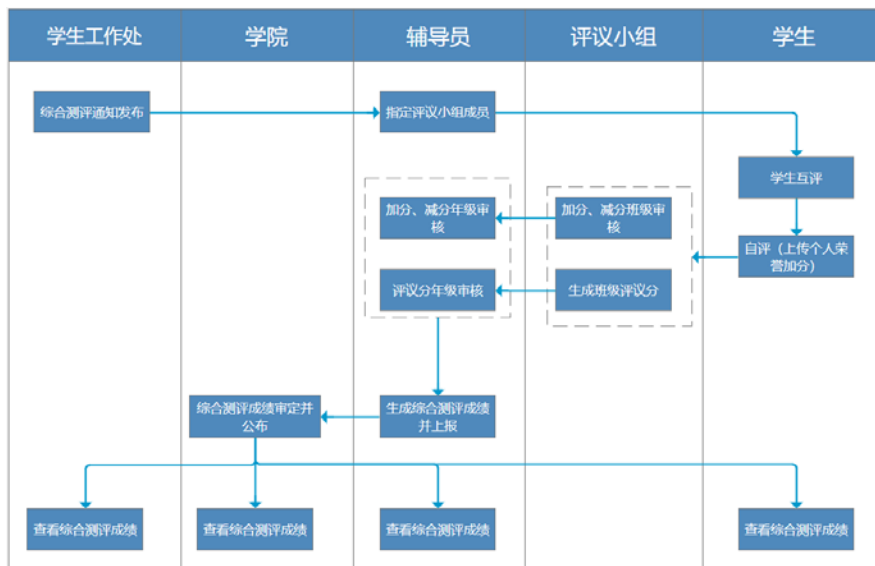 学生工作处
学院
辅导员
评议小组
学生
综合测评通知发布
指定评议小组成员
学生互评
加分、减分年级审
核
加分、减分班级审
核
自评（上传个人荣
誉加分）
评议分年级审核
生成班级评议分
综合测评成绩审定并
公布
生成综合测评成绩
并上报
查看综合测评成绩
查看综合测评成绩
查看综合测评成绩
查看综合测评成绩